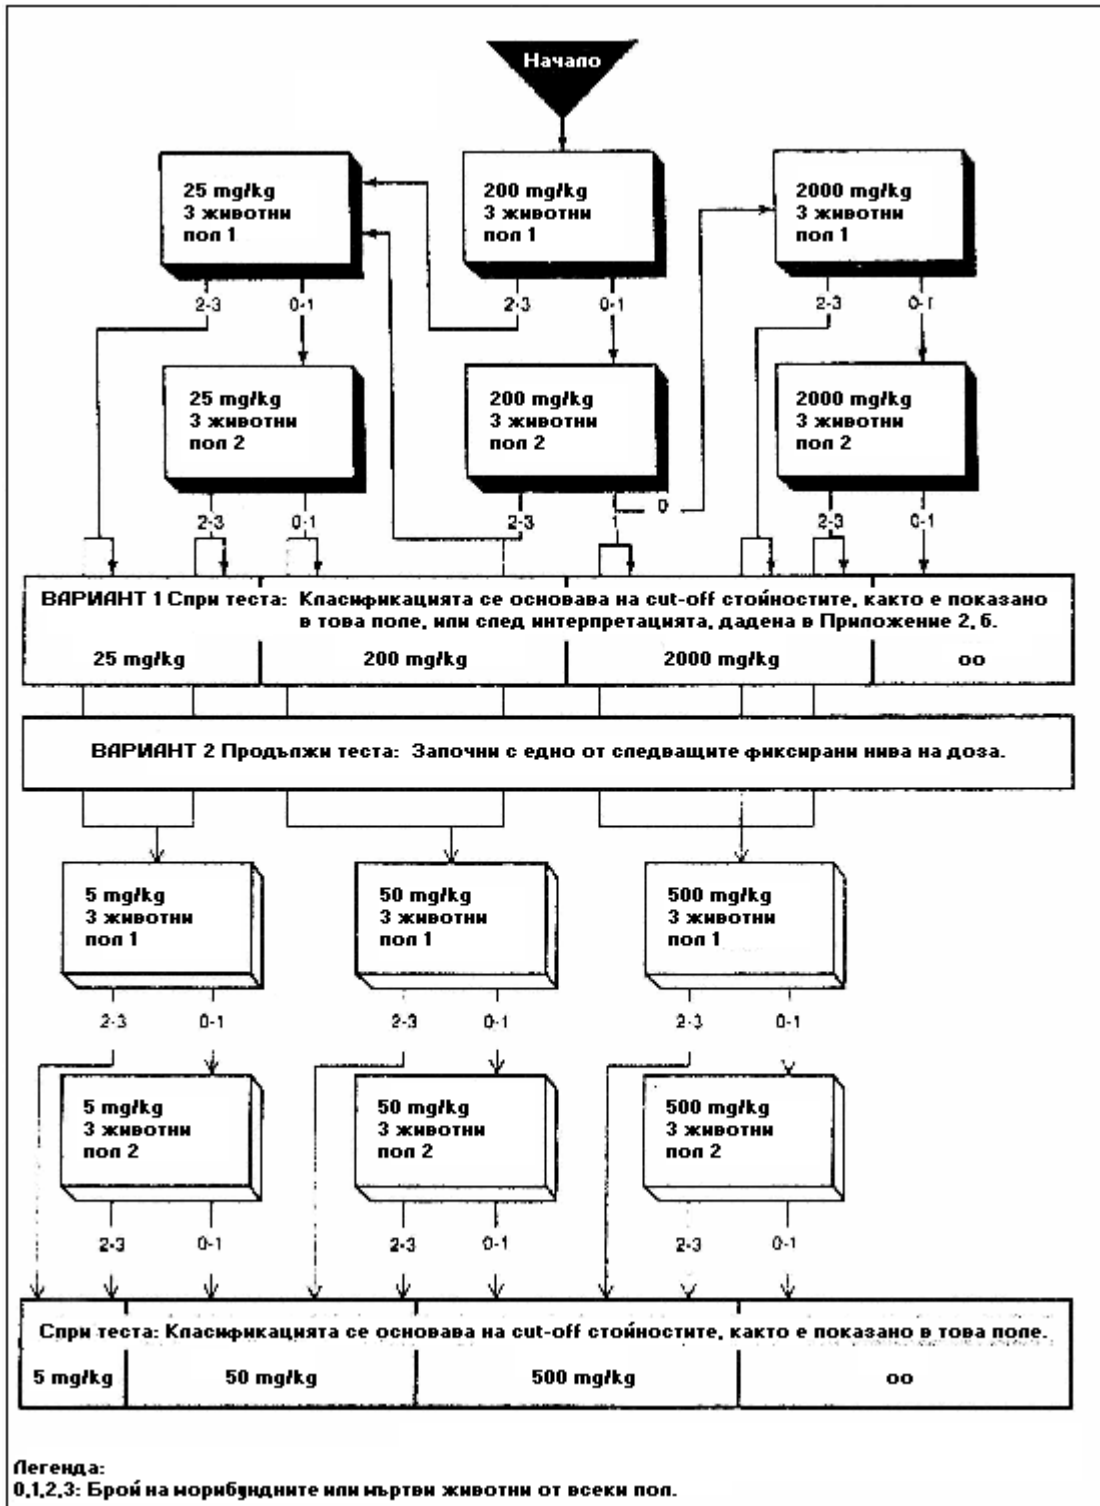 Начало
25 mg/kg
3 животни
пол 1
200 mg/kg
3 животни
пол 1
2000 mg/kg
3 животни
пол 1
2-3
0-1
2-3
0-1
2-3
0-1
25 mg/kg
3 животни
пол 2
200 mg/kg
3 животни
пол 2
2000 mg/kg
3 животни
пол 2
2-3
0-1
2-3
1
0
2-3
0-1
ВАРИАНТ 1 Спри теста: Класификацията се основава на cut-off стойностите, както е показано
в това поле, или след интерпретацията, дадена в Приложение 2, 6.
25 mg/kg
200 mg/kg
2000 mg/kg
oo
ВАРИАНТ 2 Продължи теста: Започни с едно от следващите фиксирани нива на доза.
5 mg/kg
3 животни
пол 1
50 mg/kg
3 животни
пол 1
500 mg/kg
3 животни
пол 1
2-3
0-1
2-3
0-1
2-3
0-1
5 mg/kg
3 животни
пол 2
50 mg/kg
3 животни
пол 2
500 mg/kg
3 животни
пол 2
2-3
0-1
2-3
0-1
2-3
0-1
Спри теста: Класификацията се основава на cut-off стойностите, както е показано в това поле.
5 mg/kg
50 mg/kg
500 mg/kg
oo
Легенда:
0,1,2,3: Брой на морибундните или мъртви животни от всеки пол.